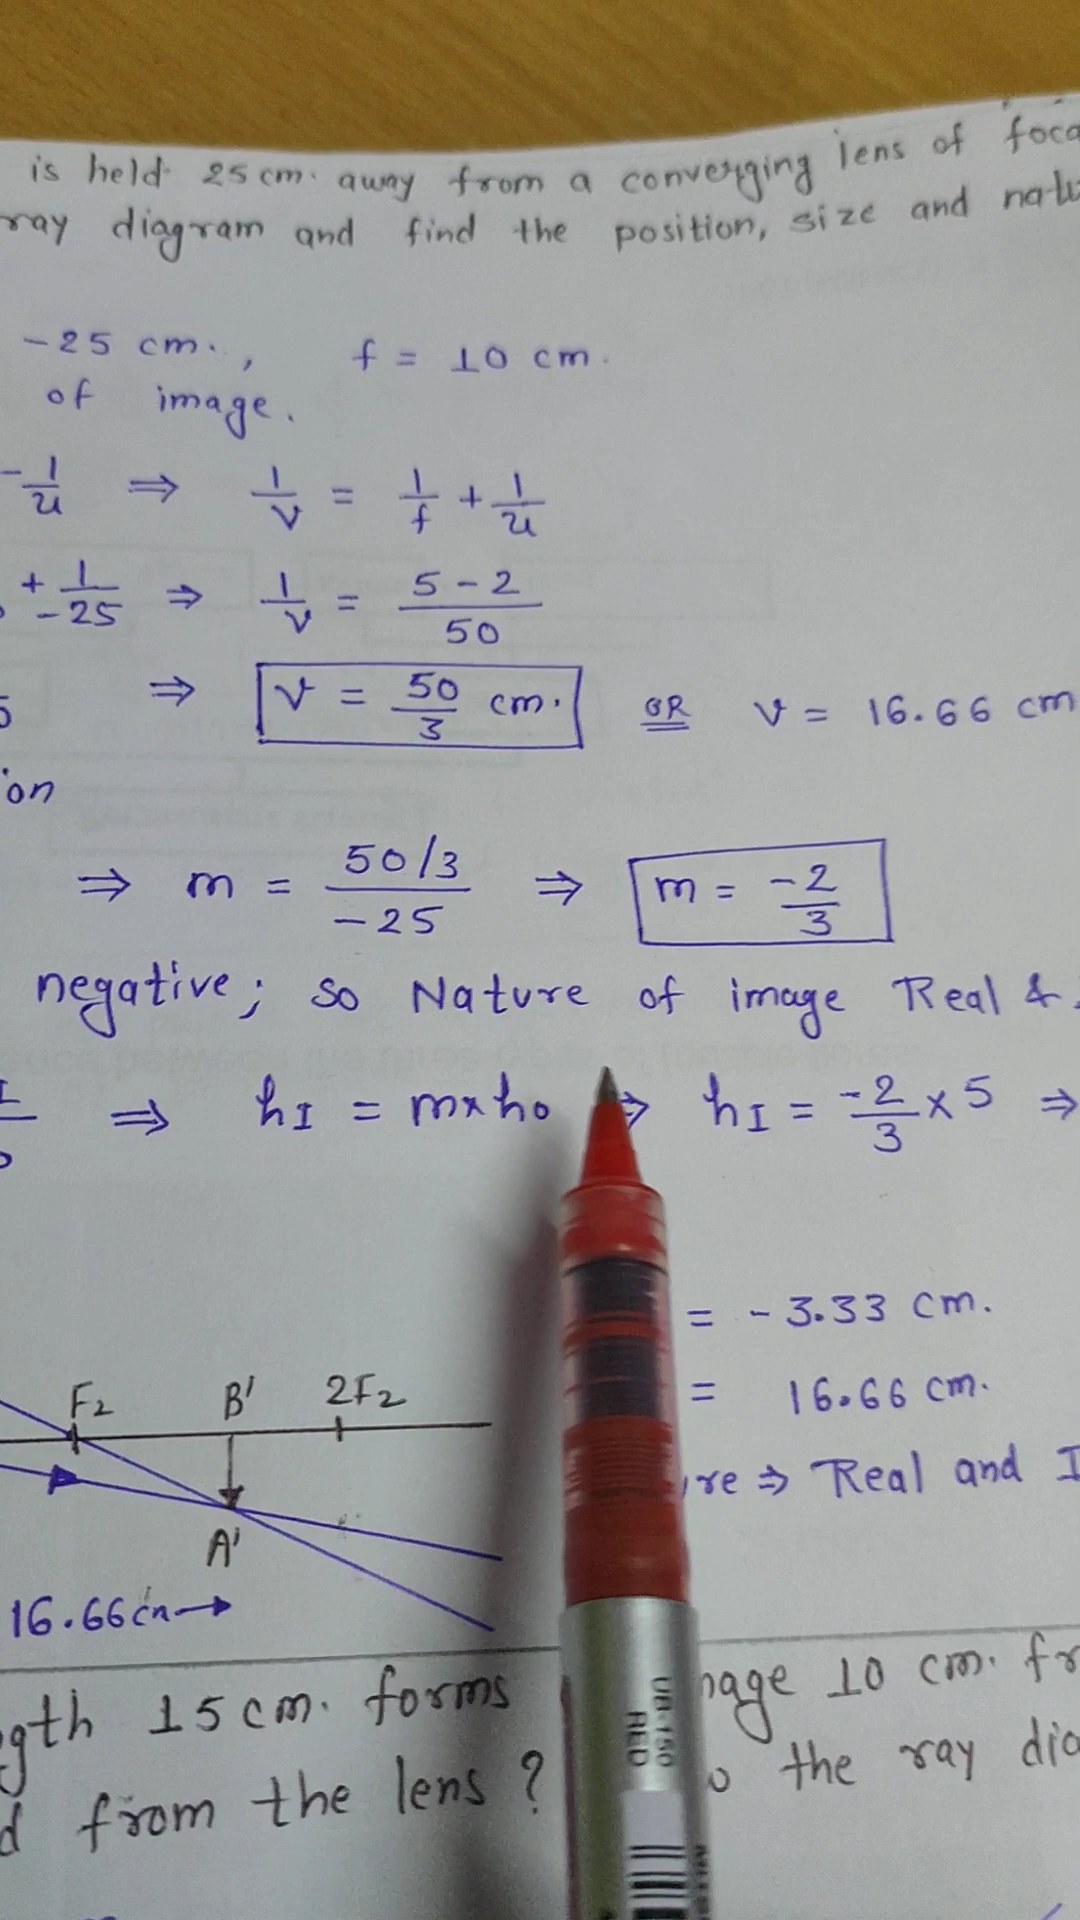 is held 25 cm. away from a converging lens of foca
ray diagram and find the position, size and natu
-25 cm., f = 10 cm.
of image.
- 1/u ⇒ 1/v = 1/f + 1/u
+ 1/-25 ⇒ 1/v = 5-2/50
⇒ v = 50/3 cm. OR v = 16.66 cm
ion
⇒ m = 50/3/-25 ⇒ m = -2/3
negative; so Nature of image Real &
⇒ hI = m×ho ⇒ hI = -2/3 × 5 ⇒
= -3.33 cm.
= 16.66 cm.
re ⇒ Real and I
F2 B' 2F2
A'
16.66cm→
gth 15 cm. forms mage 10 cm. fr
d from the lens? o the ray dia
UB-150
RED